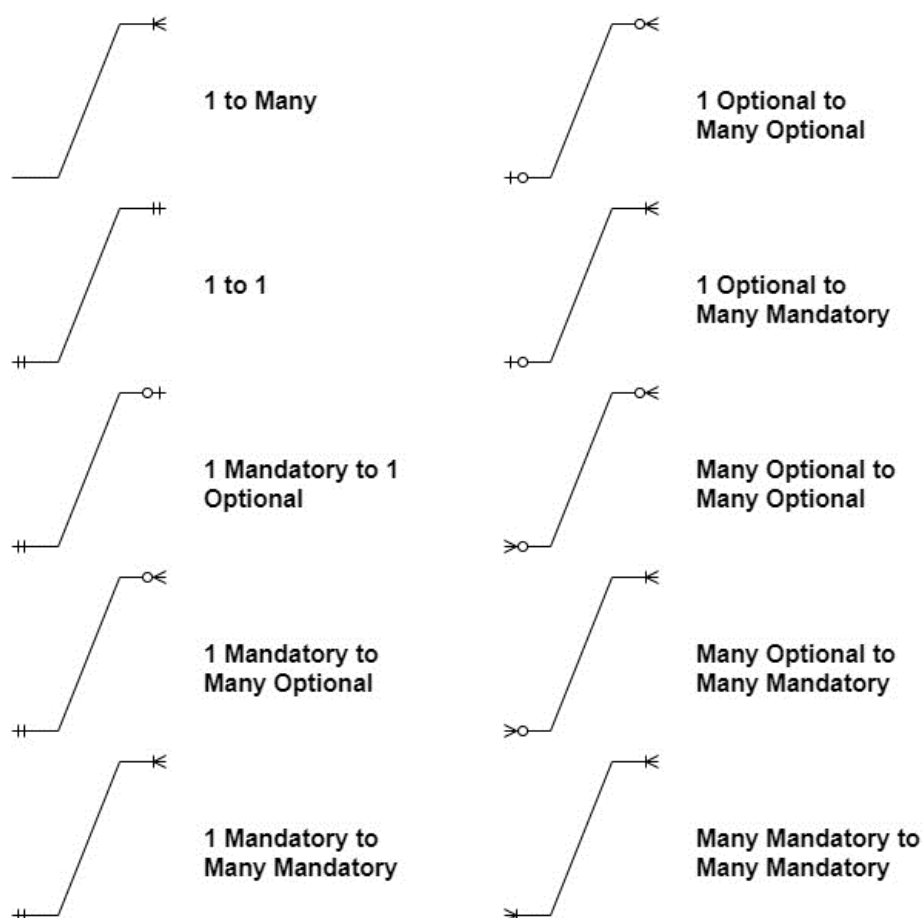 1 to Many
1 Optional to
Many Optional
1 to 1
1 Optional to
Many Mandatory
1 Mandatory to 1
Optional
Many Optional to
Many Optional
1 Mandatory to
Many Optional
Many Optional to
Many Mandatory
1 Mandatory to
Many Mandatory
Many Mandatory to
Many Mandatory